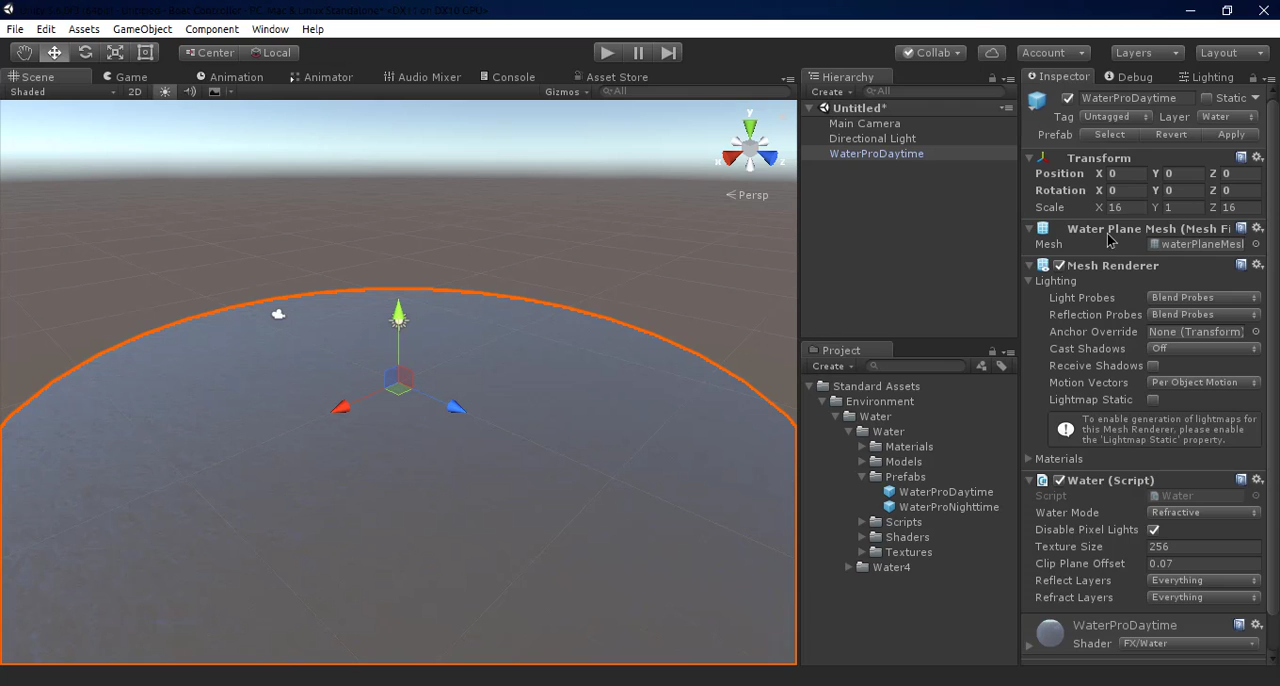 File Edit Assets GameObject Component Window Help
Center Local Collab Account Layers Layout
Scene Game Animation Animator Audio Mixer Console Asset Store
Shaded 2D Gizmos All
y
x z
Persp
Hierarchy
Create All
Untitled*
Main Camera
Directional Light
WaterProDaytime
Project
Create
Standard Assets
Environment
Water
Water
Materials
Models
Prefabs
WaterProDaytime
WaterProNighttime
Scripts
Shaders
Textures
Water4
Inspector Debug Lighting
WaterProDaytime Static
Tag Untagged Layer Water
Prefab Select Revert Apply
Transform
Position X 0 Y 0 Z 0
Rotation X 0 Y 0 Z 0
Scale X 16 Y 1 Z 16
Water Plane Mesh (Mesh Fi
Mesh waterPlaneMesl
Mesh Renderer
Lighting
Light Probes Blend Probes
Reflection Probes Blend Probes
Anchor Override None (Transform)
Cast Shadows Off
Receive Shadows
Motion Vectors Per Object Motion
Lightmap Static
To enable generation of lightmaps for
this Mesh Renderer, please enable
the 'Lightmap Static' property.
Materials
Water (Script)
Script Water
Water Mode Refractive
Disable Pixel Lights
Texture Size 256
Clip Plane Offset 0.07
Reflect Layers Everything
Refract Layers Everything
WaterProDaytime
Shader FX/Water